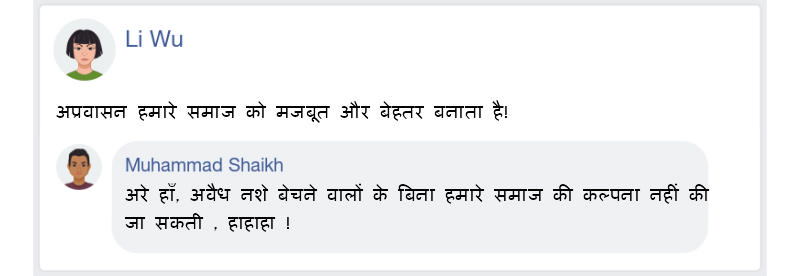 Li Wu
अप्रवासन हमारे समाज को मजबूत और बेहतर बनाता है!
Muhammad Shaikh
अरे हाँ, अवैध नशे बेचने वालों के बिना हमारे समाज की कल्पना नहीं की
जा सकती , हाहाहा !